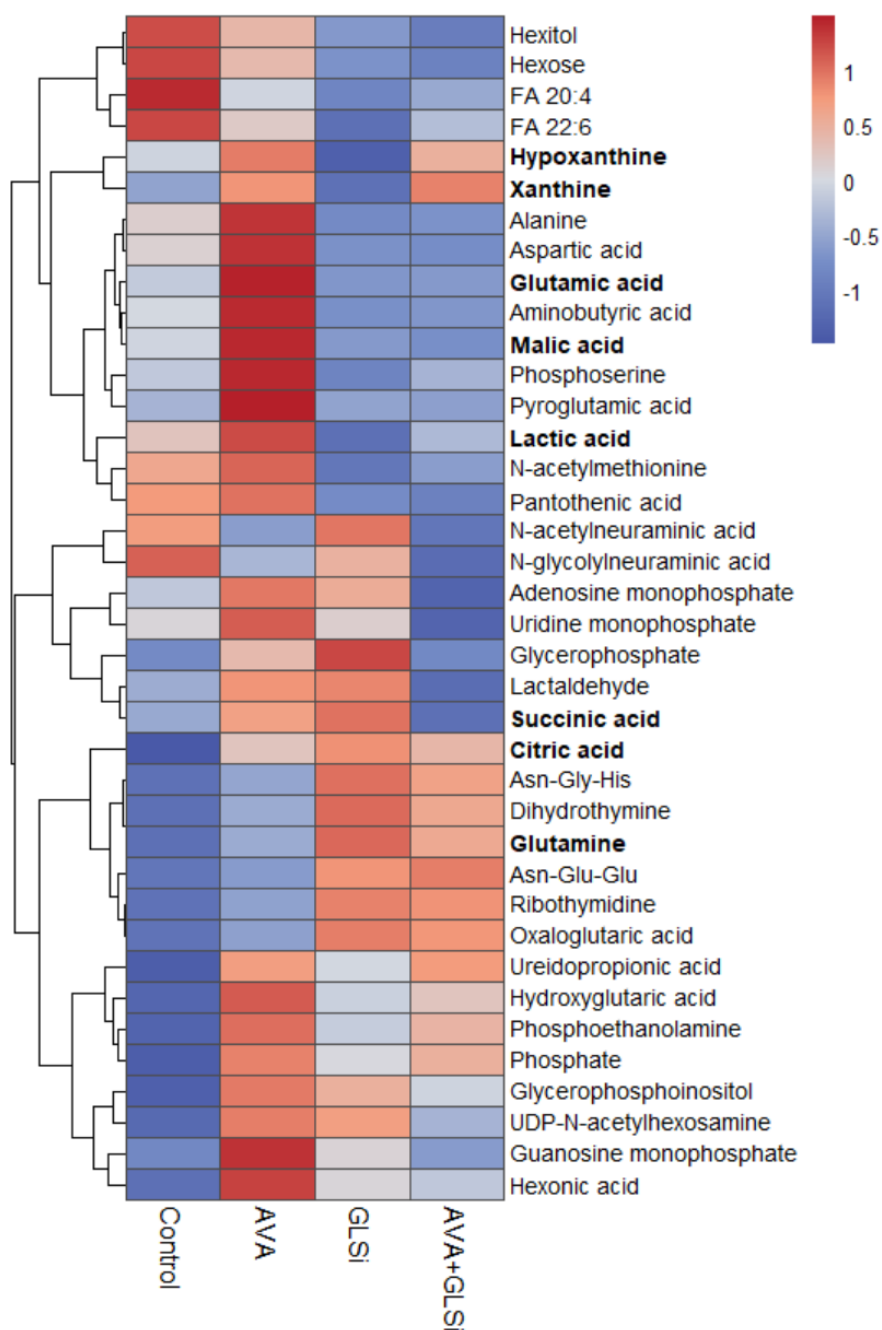 Hexitol
Hexose
FA 20:4
FA 22:6
Hypoxanthine
Xanthine
Alanine
Aspartic acid
Glutamic acid
Aminobutyric acid
Malic acid
Phosphoserine
Pyroglutamic acid
Lactic acid
N-acetylmethionine
Pantothenic acid
N-acetylneuraminic acid
N-glycolylneuraminic acid
Adenosine monophosphate
Uridine monophosphate
Glycerophosphate
Lactaldehyde
Succinic acid
Citric acid
Asn-Gly-His
Dihydrothymine
Glutamine
Asn-Glu-Glu
Ribothymidine
Oxaloglutaric acid
Ureidopropionic acid
Hydroxyglutaric acid
Phosphoethanolamine
Phosphate
Glycerophosphoinositol
UDP-N-acetylhexosamine
Guanosine monophosphate
Hexonic acid
1
0.5
0
-0.5
-1
Control
AVA
GLSi
AVA+GLSi